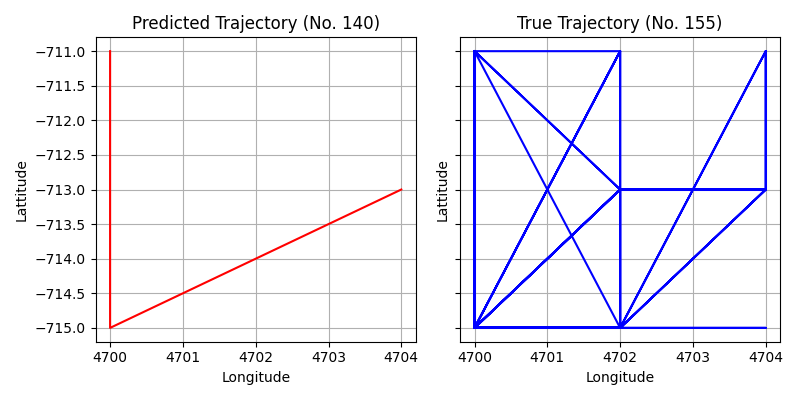 Predicted Trajectory (No. 140)
True Trajectory (No. 155)
−711.0
−711.5
−712.0
−712.5
−713.0
−713.5
−714.0
−714.5
−715.0
Lattitude
Lattitude
4700 4701 4702 4703 4704
4700 4701 4702 4703 4704
Longitude
Longitude